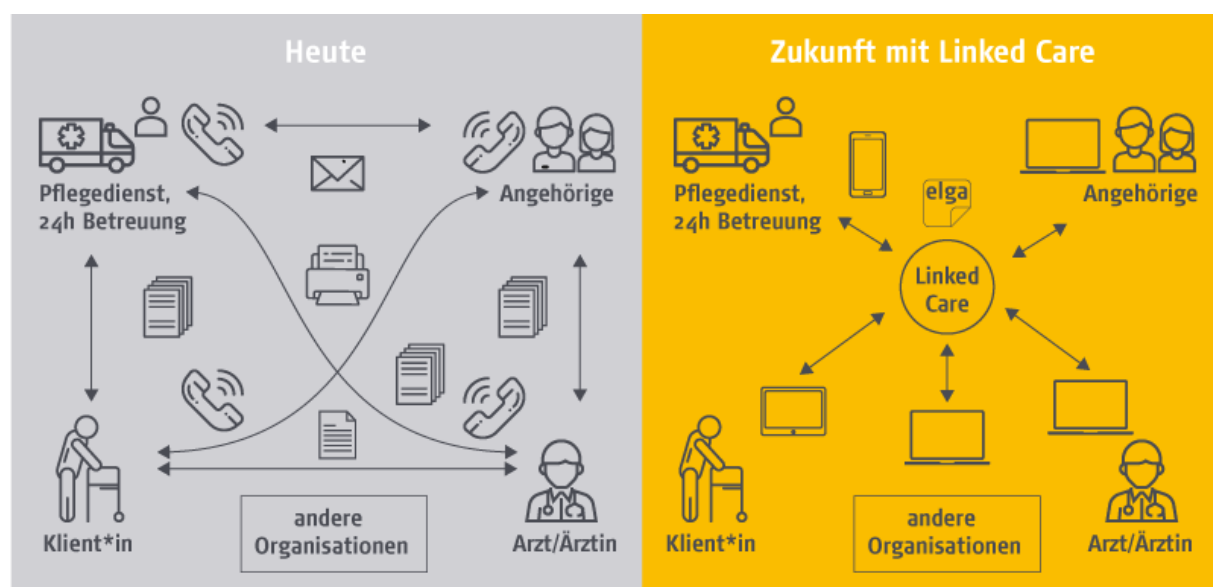 Heute
Pflegedienst,
24h Betreuung
Angehörige
Klient*in
andere
Organisationen
Arzt/Ärztin
Zukunft mit Linked Care
Pflegedienst,
24h Betreuung
elga
Angehörige
Linked
Care
Klient*in
andere
Organisationen
Arzt/Ärztin